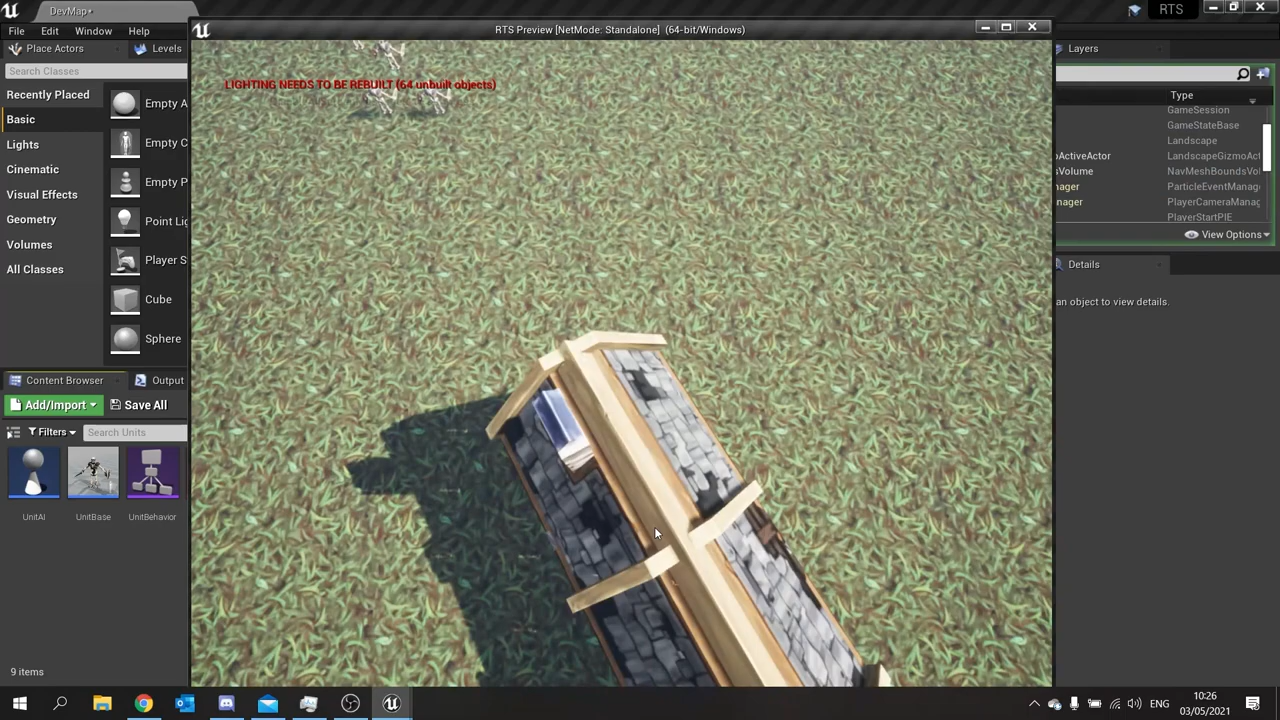 DevMap*
RTS
File Edit Window Help
RTS Preview [NetMode: Standalone] (64-bit/Windows)
Place Actors
Levels
Layers
Search Classes
LIGHTING NEEDS TO BE REBUILT (64 unbuilt objects)
Type
Recently Placed
Basic
Lights
Cinematic
Visual Effects
Geometry
Volumes
All Classes
Empty A
Empty C
Empty P
Point Lig
Player S
Cube
Sphere
GameSession
GameStateBase
Landscape
oActiveActor LandscapeGizmoAct
sVolume NavMeshBoundsVol
nager ParticleEventManag
nager PlayerCameraManag
PlayerStartPIE
View Options
Details
an object to view details.
Content Browser
Output
Add/Import
Save All
Filters
Search Units
UnitAI
UnitBase
UnitBehavior
9 items
ENG
10:26
03/05/2021